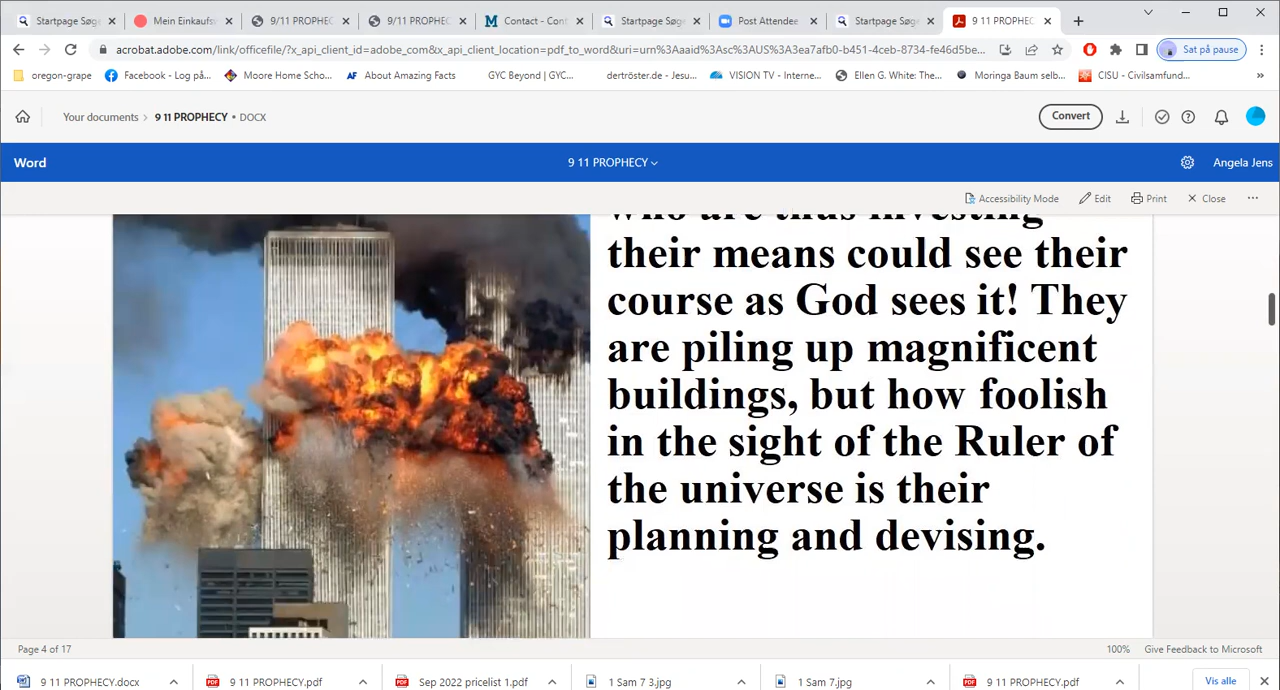 Startpage Søge
Mein Einkaufs
9/11 PROPHEC
9/11 PROPHEC
Contact - Cont
Startpage Søge
Post Attendee
Startpage Søge
9 11 PROPHEC
acrobat.adobe.com/link/officefile/?x_api_client_id=adobe_com&x_api_client_location=pdf_to_word&uri=urn%3Aaaid%3Asc%3AUS%3A3ea7afb0-b451-4ceb-8734-fe46d5be...
Sat på pause
oregon-grape
Facebook - Log på...
Moore Home Scho...
AF About Amazing Facts
GYC Beyond | GYC...
dertröster.de - Jesu...
VISION TV - Interne...
Ellen G. White: The...
Moringa Baum selb...
CISU - Civilsamfund...
Your documents > 9 11 PROPHECY • DOCX
Convert
Word
9 11 PROPHECY
Angela Jens
Accessibility Mode
Edit
Print
Close
who are thus investing
their means could see their
course as God sees it! They
are piling up magnificent
buildings, but how foolish
in the sight of the Ruler of
the universe is their
planning and devising.
Page 4 of 17
100%
Give Feedback to Microsoft
9 11 PROPHECY.docx
9 11 PROPHECY.pdf
Sep 2022 pricelist 1.pdf
1 Sam 7 3.jpg
1 Sam 7.jpg
9 11 PROPHECY.pdf
Vis alle